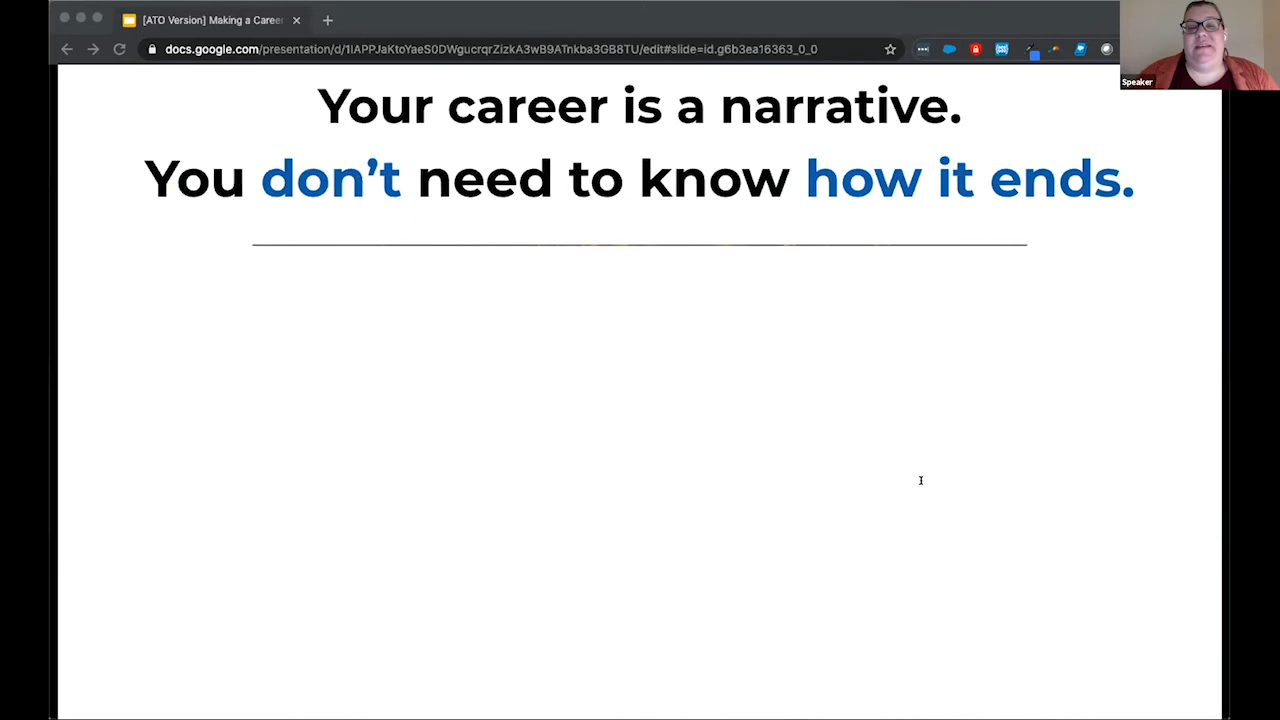 [ATO Version] Making a Career
docs.google.com/presentation/d/1lAPPJaKtoYaeS0DWgucrqrZizkA3wB9ATnkba3GB8TU/edit#slide=id.g6b3ea16363_0_0
Speaker
Your career is a narrative.
You don’t need to know how it ends.